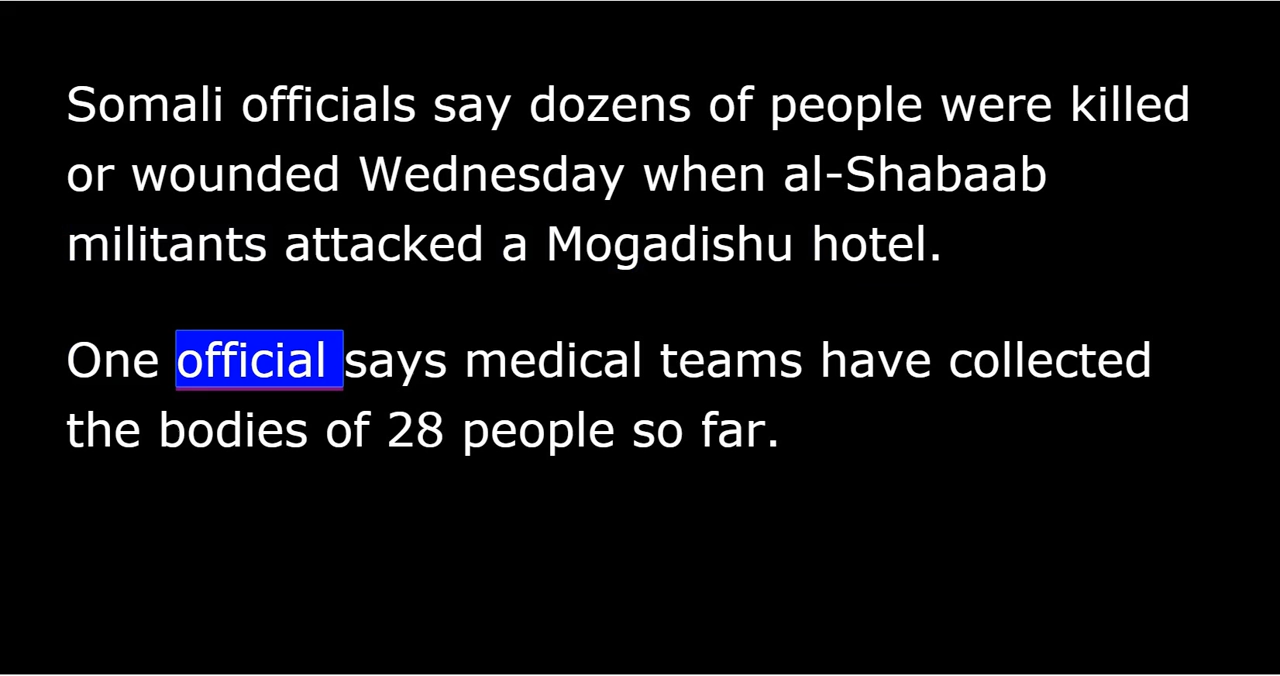 Somali officials say dozens of people were killed
or wounded Wednesday when al-Shabaab
militants attacked a Mogadishu hotel.
One official says medical teams have collected
the bodies of 28 people so far.